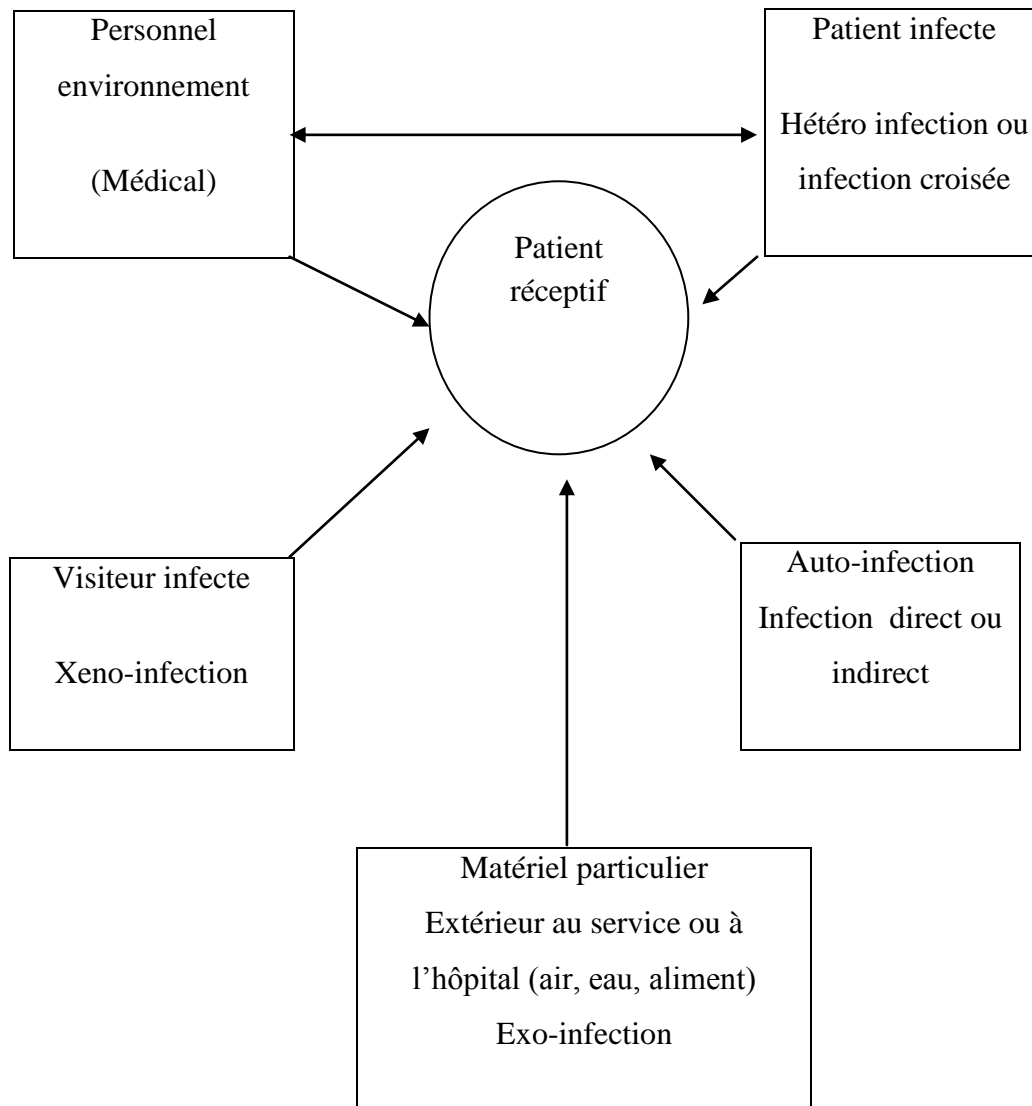 Personnel
environnement
(Médical)
Patient infecte
Hétéro infection ou
infection croisée
Patient
réceptif
Visiteur infecte
Xeno-infection
Auto-infection
Infection direct ou
indirect
Matériel particulier
Extérieur au service ou à
l’hôpital (air, eau, aliment)
Exo-infection